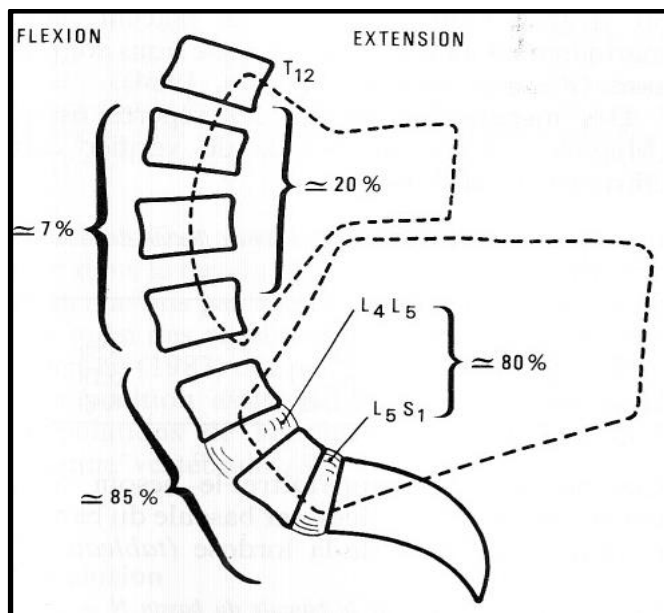 FLEXION
EXTENSION
T12
≃ 20 %
≃ 7 %
L4 L5
≃ 80 %
L5 S1
≃ 85 %